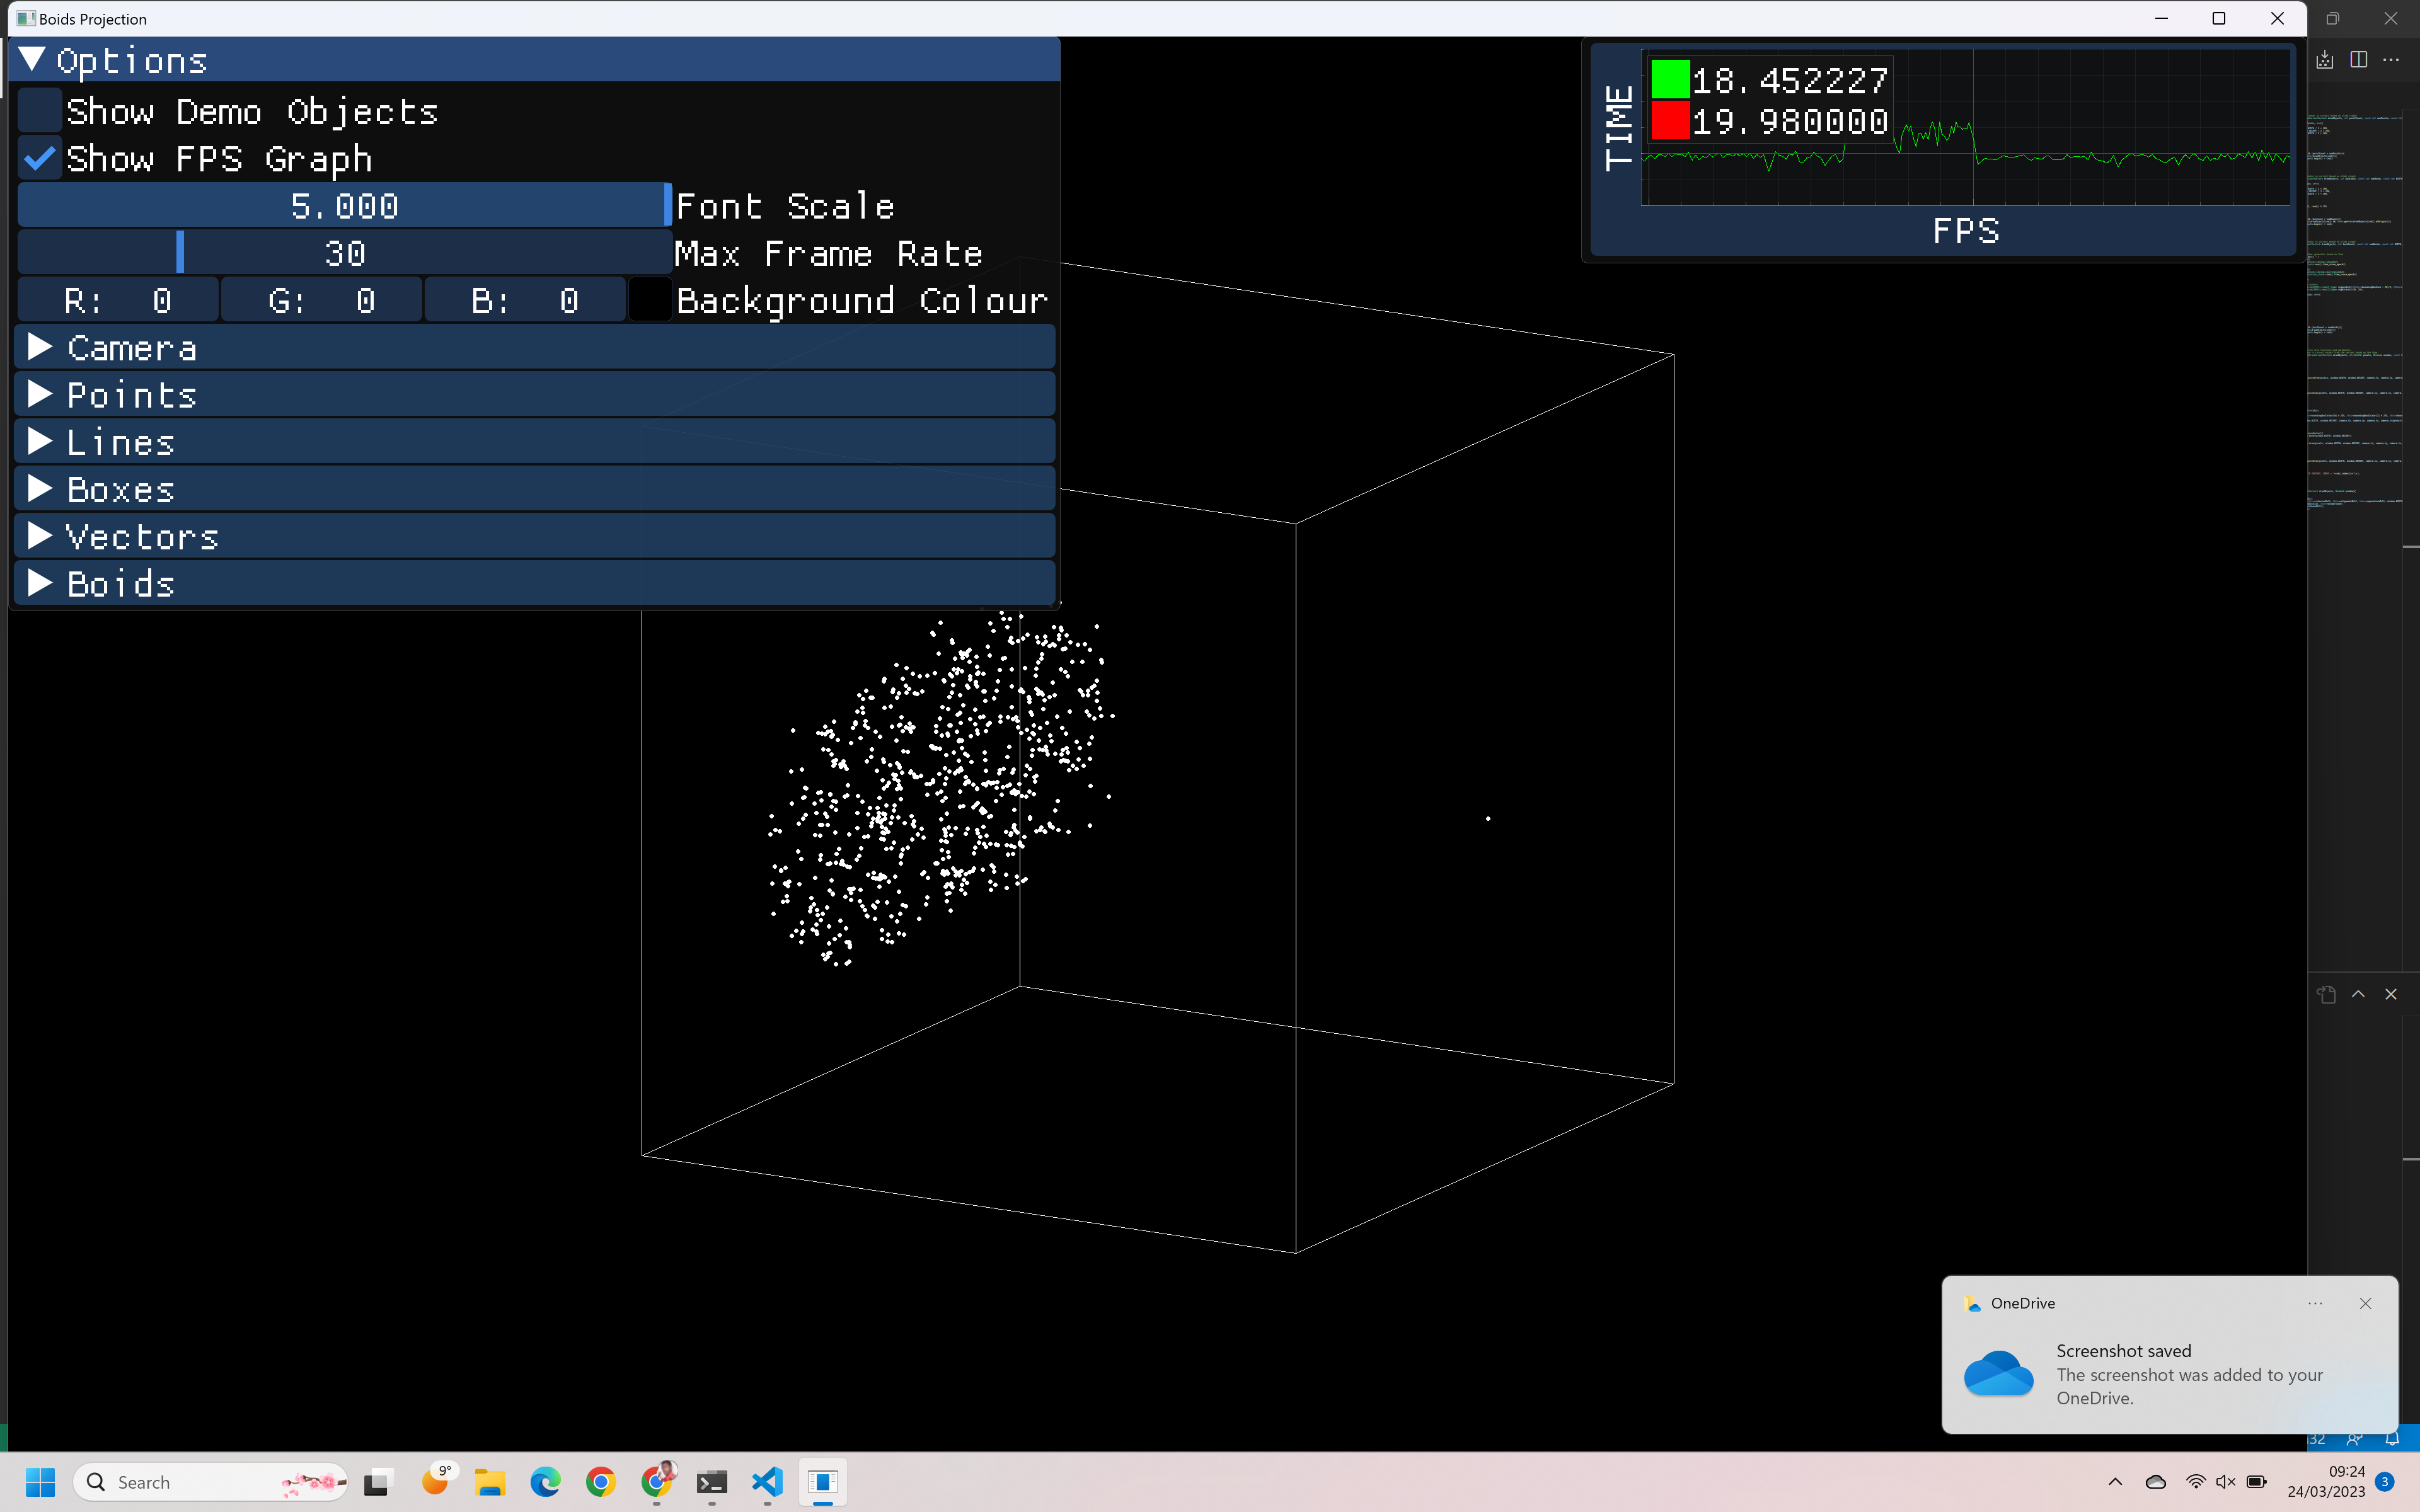 Boids Projection
Options
Show Demo Objects
Show FPS Graph
5.000 Font Scale
30 Max Frame Rate
R: 0 G: 0 B: 0 Background Colour
Camera
Points
Lines
Boxes
Vectors
Boids
18.452227
19.980000
TIME
FPS
OneDrive
Screenshot saved
The screenshot was added to your
OneDrive.
32
Search
9°
09:24
24/03/2023
3